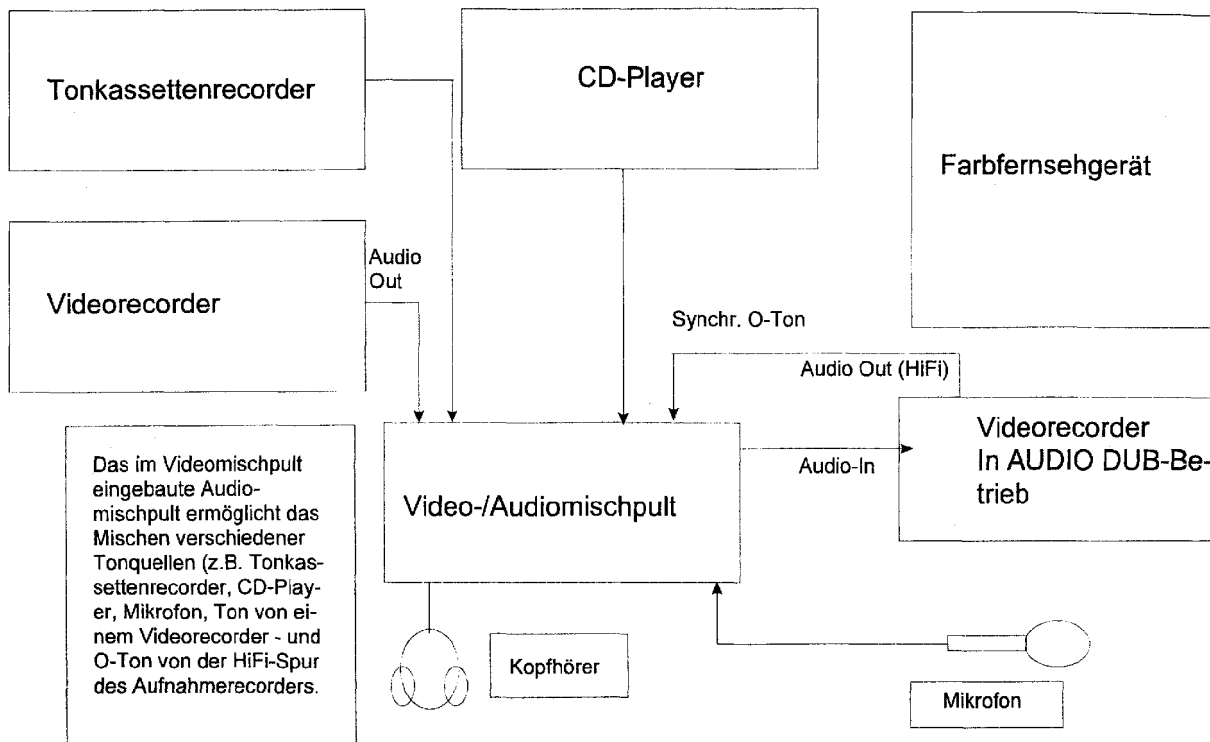 Tonkassettenrecorder
CD-Player
Farbfernsehgerät
Videorecorder
Audio
Out
Synchr. O-Ton
Audio Out (HiFi)
Videorecorder
In AUDIO DUB-Be-
trieb
Audio-In
Video-/Audiomischpult
Das im Videomischpult
eingebaute Audio-
mischpult ermöglicht das
Mischen verschiedener
Tonquellen (z.B. Tonkas-
settenrecorder, CD-Play-
er, Mikrofon, Ton von ei-
nem Videorecorder - und
O-Ton von der HiFi-Spur
des Aufnahmerecorders.
Kopfhörer
Mikrofon